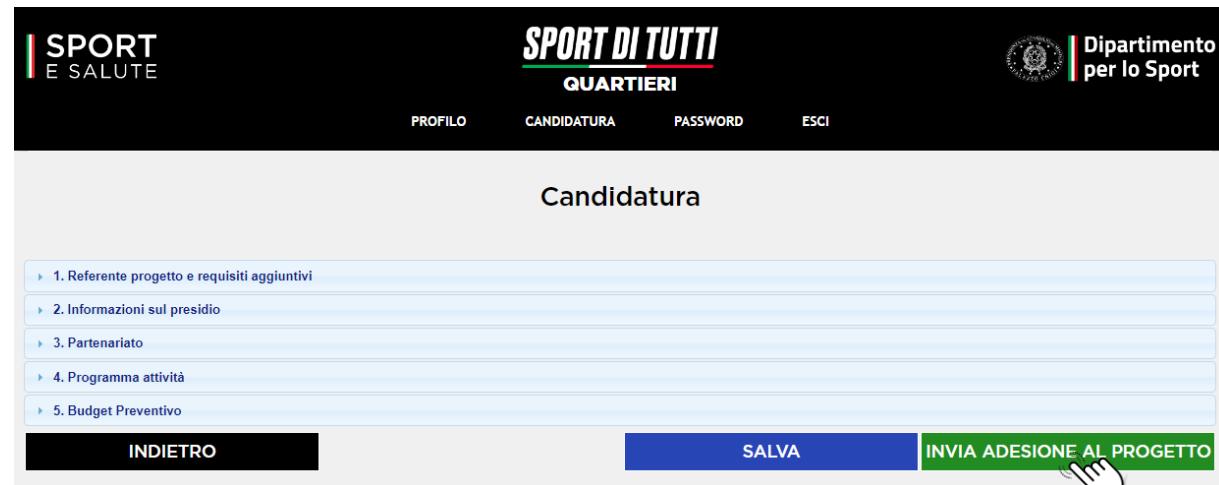 SPORT
E SALUTE
SPORT DI TUTTI
QUARTIERI
Dipartimento
per lo Sport
PROFILO CANDIDATURA PASSWORD ESCI
Candidatura
1. Referente progetto e requisiti aggiuntivi
2. Informazioni sul presidio
3. Partenariato
4. Programma attività
5. Budget Preventivo
INDIETRO SALVA INVIA ADESIONE AL PROGETTO